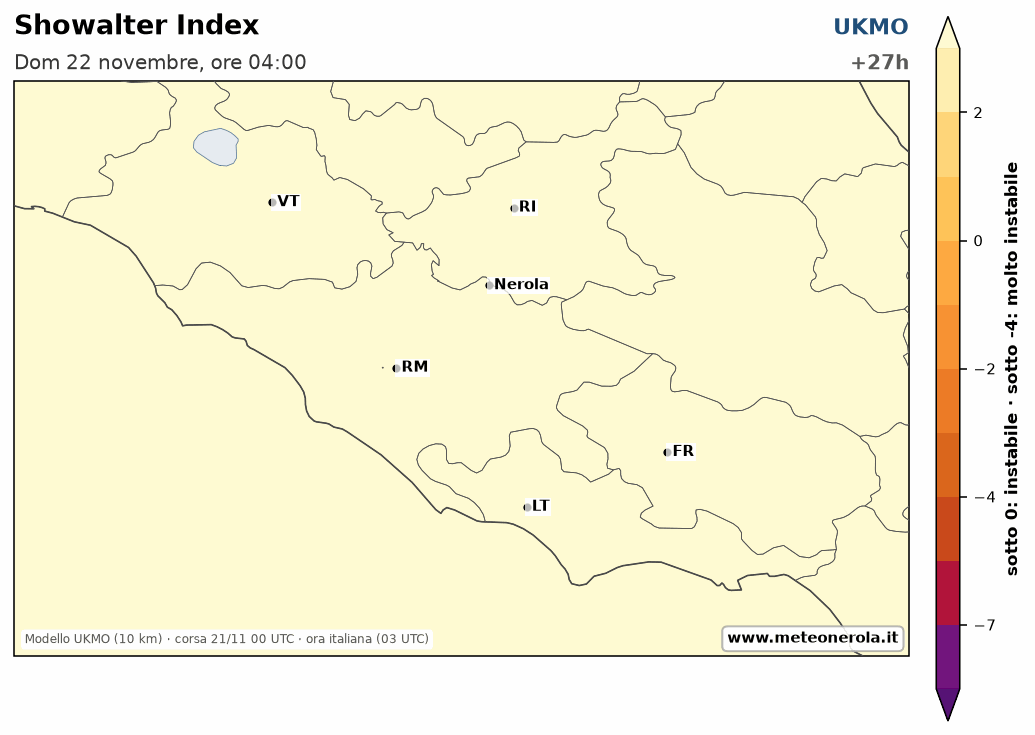 Showalter Index
UKMO
Dom 22 novembre, ore 04:00
+27h
VT
RI
Nerola
RM
FR
LT
Modello UKMO (10 km) · corsa 21/11 00 UTC · ora italiana (03 UTC)
www.meteonerola.it
2
0
−2
−4
−7
sotto 0: instabile · sotto -4: molto instabile